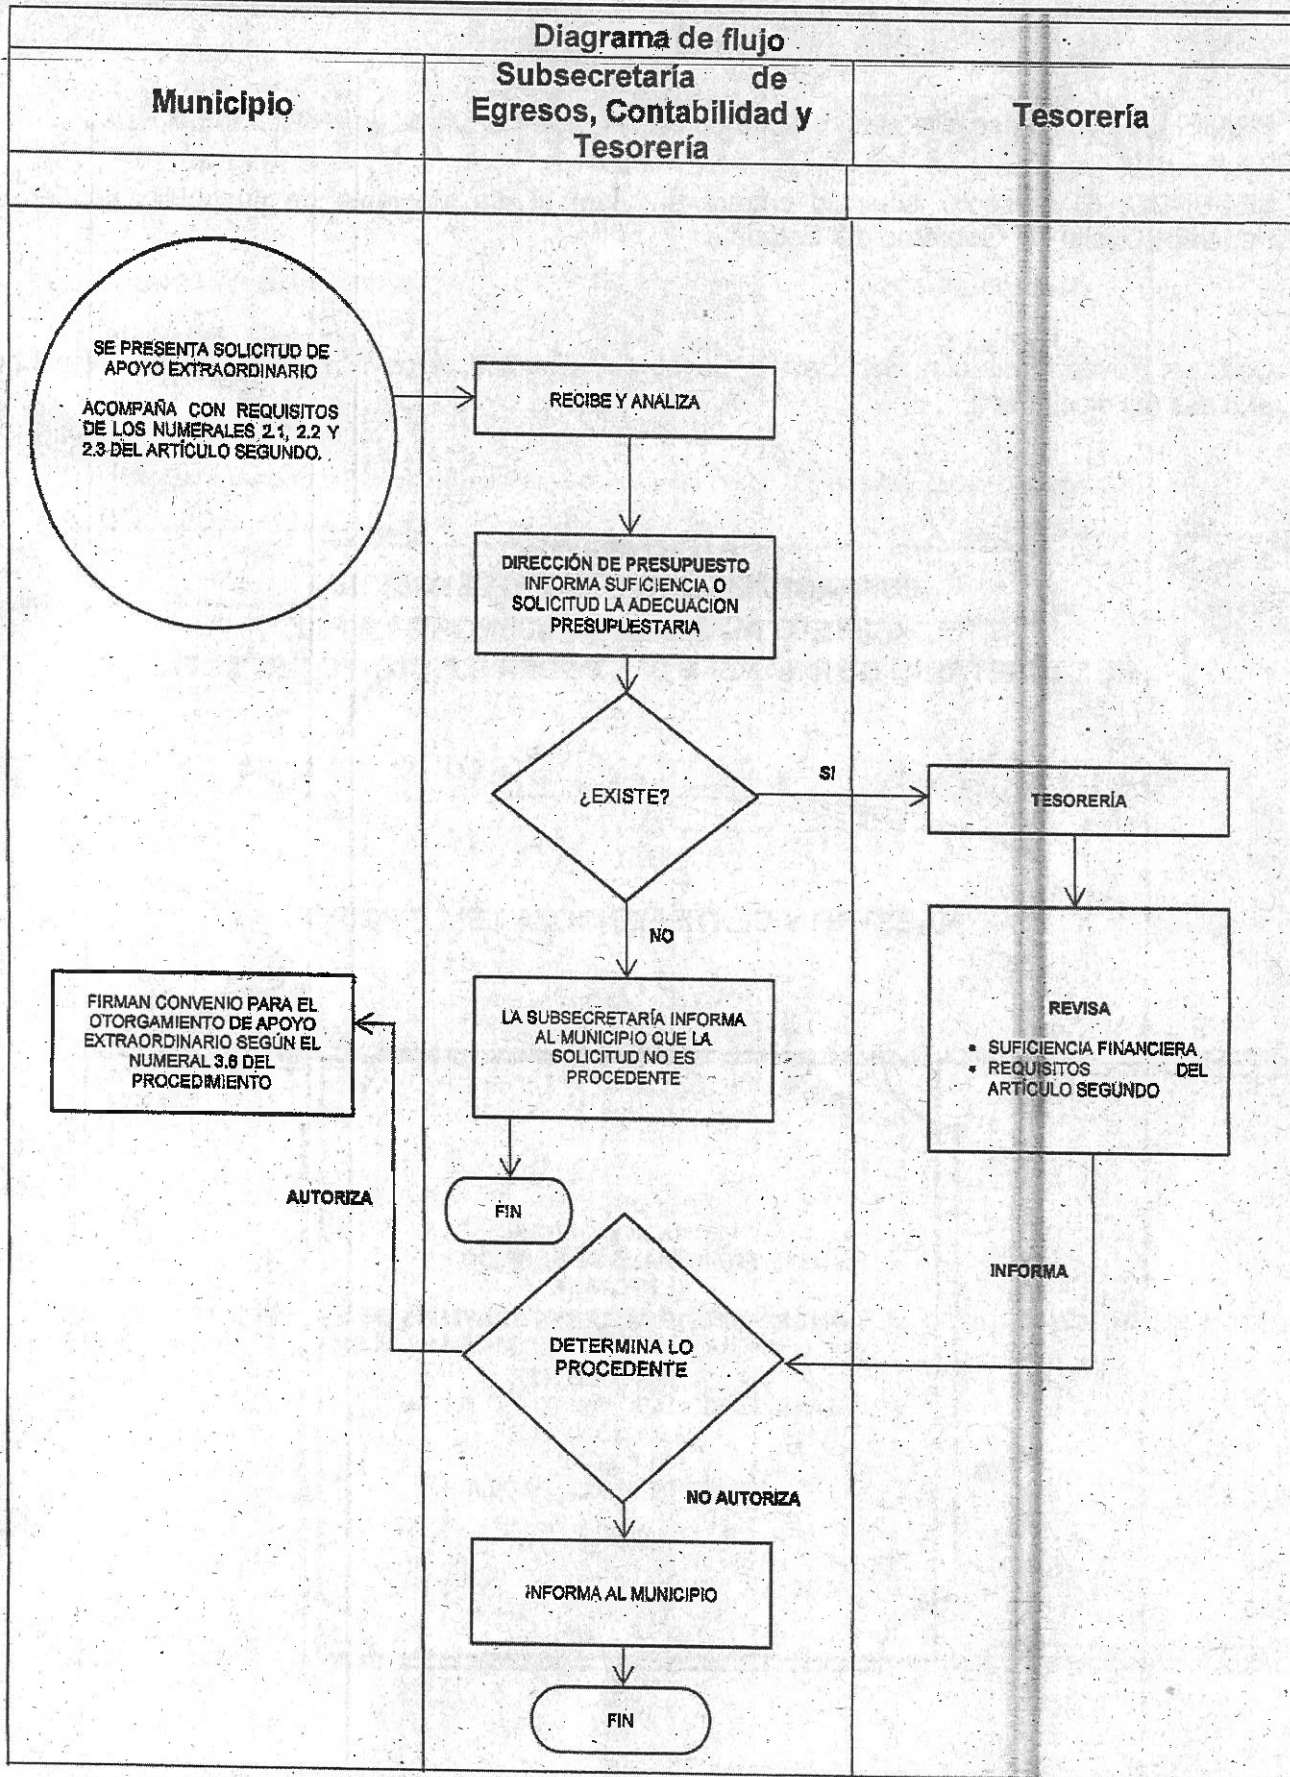 Diagrama de flujo
Municipio
Subsecretaría de
Egresos, Contabilidad y
Tesorería
Tesorería
SE PRESENTA SOLICITUD DE
APOYO EXTRAORDINARIO
ACOMPAÑA CON REQUISITOS
DE LOS NUMERALES 2.1, 2.2 Y
2.3 DEL ARTÍCULO SEGUNDO.
RECIBE Y ANALIZA
DIRECCIÓN DE PRESUPUESTO
INFORMA SUFICIENCIA O
SOLICITUD LA ADECUACION
PRESUPUESTARIA
¿EXISTE?
SI
TESORERÍA
NO
REVISA
• SUFICIENCIA FINANCIERA
• REQUISITOS DEL
ARTÍCULO SEGUNDO
LA SUBSECRETARÍA INFORMA
AL MUNICIPIO QUE LA
SOLICITUD NO ES
PROCEDENTE
FIRMAN CONVENIO PARA EL
OTORGAMIENTO DE APOYO
EXTRAORDINARIO SEGÚN EL
NUMERAL 3.6 DEL
PROCEDIMIENTO
AUTORIZA
FIN
INFORMA
DETERMINA LO
PROCEDENTE
NO AUTORIZA
INFORMA AL MUNICIPIO
FIN